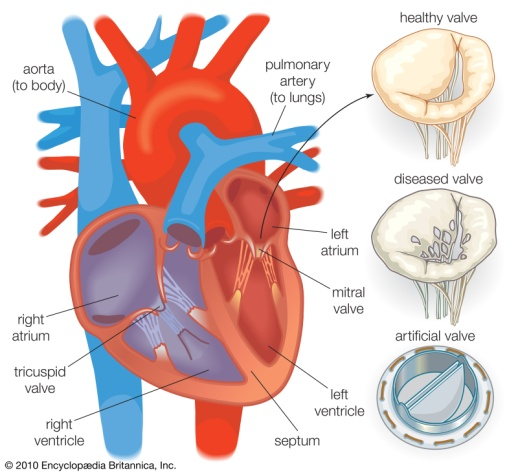 healthy valve
aorta
(to body)
pulmonary
artery
(to lungs)
diseased valve
left
atrium
mitral
valve
right
atrium
artificial valve
tricuspid
valve
left
ventricle
right
ventricle
septum
© 2010 Encyclopædia Britannica, Inc.